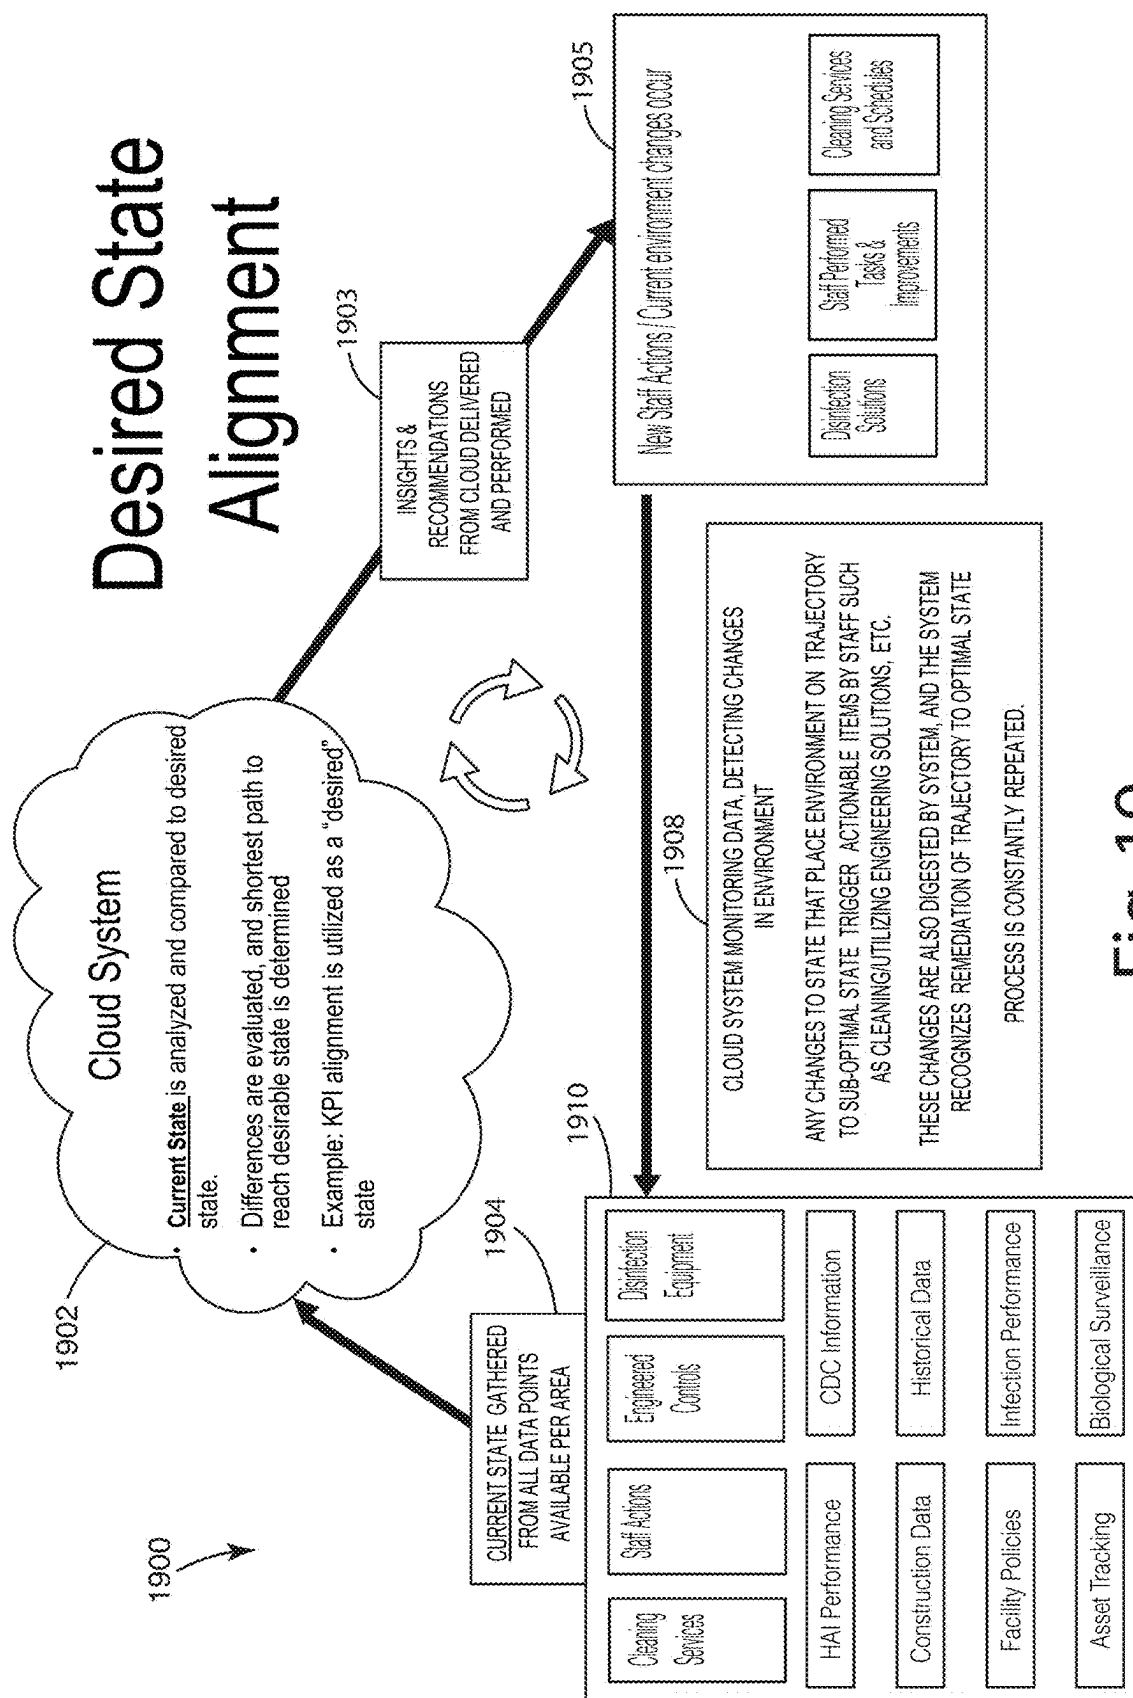 Desired State
Alignment
1900
1902
Cloud System
• Current State is analyzed and compared to desired
state.
• Differences are evaluated, and shortest path to
reach desirable state is determined
• Example: KPI alignment is utilized as a “desired”
state
1903
INSIGHTS &
RECOMMENDATIONS
FROM CLOUD DELIVERED
AND PERFORMED
1904
CURRENT STATE GATHERED
FROM ALL DATA POINTS
AVAILABLE PER AREA
1905
New Staff Actions / Current environment changes occur
Disinfection
Solutions
Staff Performed
Tasks &
Improvements
Cleaning Services
and Schedules
1908
CLOUD SYSTEM MONITORING DATA, DETECTING CHANGES
IN ENVIRONMENT
ANY CHANGES TO STATE THAT PLACE ENVIRONMENT ON TRAJECTORY
TO SUB-OPTIMAL STATE TRIGGER ACTIONABLE ITEMS BY STAFF SUCH
AS CLEANING/UTILIZING ENGINEERING SOLUTIONS, ETC.
THESE CHANGES ARE ALSO DIGESTED BY SYSTEM, AND THE SYSTEM
RECOGNIZES REMEDIATION OF TRAJECTORY TO OPTIMAL STATE
PROCESS IS CONSTANTLY REPEATED.
1910
Cleaning
Services
Staff Actions
Engineered
Controls
Disinfection
Equipment
HAI Performance
CDC Information
Construction Data
Historical Data
Facility Policies
Infection Performance
Asset Tracking
Biological Surveillance